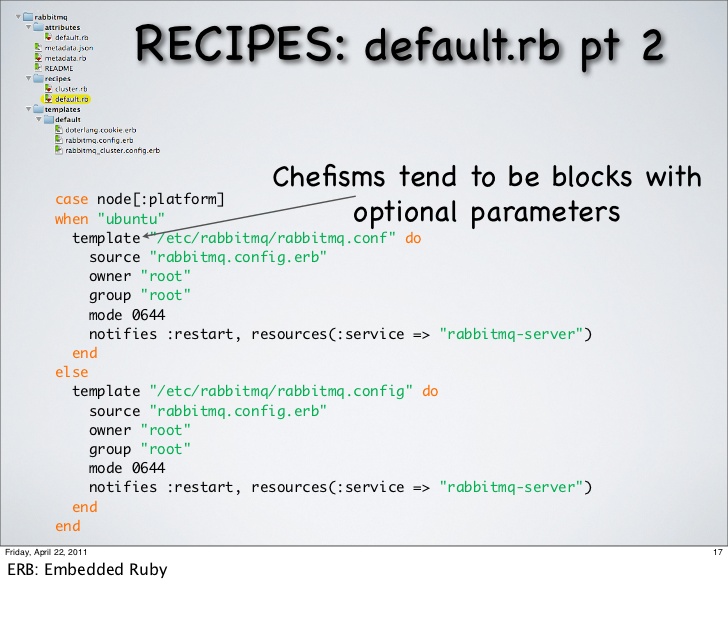 rabbitmq
attributes
default.rb
metadata.json
metadata.rb
README
recipes
cluster.rb
default.rb
templates
default
doterlang.cookie.erb
rabbitmq.config.erb
rabbitmq_cluster.config.erb
RECIPES: default.rb pt 2
Chefisms tend to be blocks with
optional parameters
case node[:platform]
when "ubuntu"
template "/etc/rabbitmq/rabbitmq.conf" do
source "rabbitmq.config.erb"
owner "root"
group "root"
mode 0644
notifies :restart, resources(:service => "rabbitmq-server")
end
else
template "/etc/rabbitmq/rabbitmq.config" do
source "rabbitmq.config.erb"
owner "root"
group "root"
mode 0644
notifies :restart, resources(:service => "rabbitmq-server")
end
end
Friday, April 22, 2011 17
ERB: Embedded Ruby